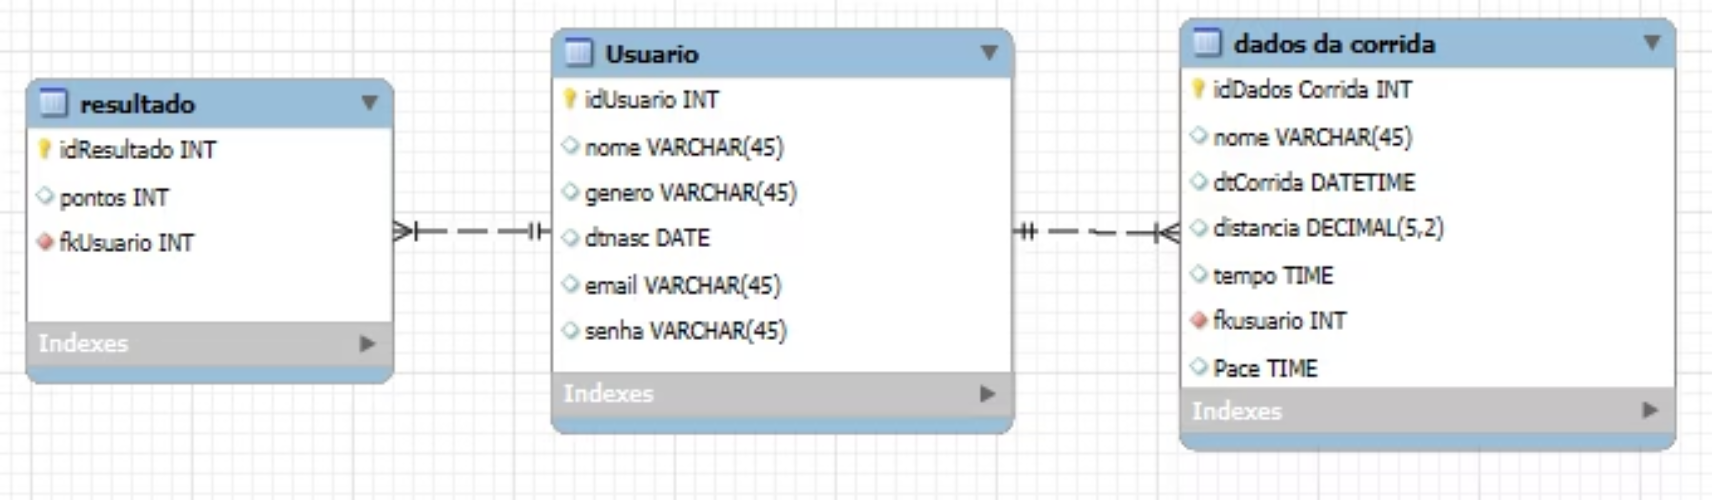 resultado
idResultado INT
pontos INT
fkUsuario INT
Indexes
Usuario
idUsuario INT
nome VARCHAR(45)
genero VARCHAR(45)
dtnasc DATE
email VARCHAR(45)
senha VARCHAR(45)
Indexes
dados da corrida
idDados Corrida INT
nome VARCHAR(45)
dtCorrida DATETIME
distancia DECIMAL(5,2)
tempo TIME
fkusuario INT
Pace TIME
Indexes